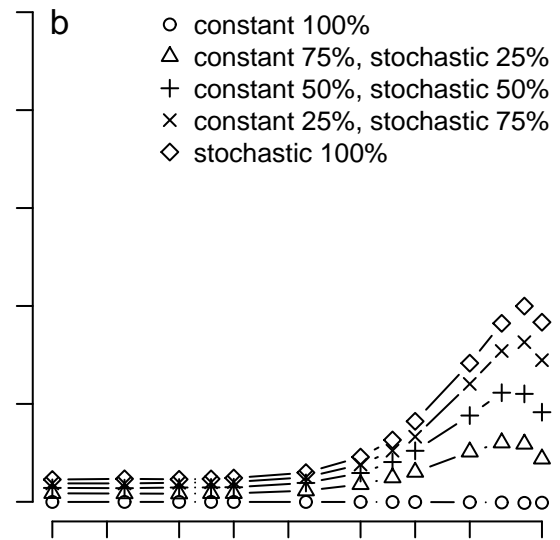 b
constant 100%
constant 75%, stochastic 25%
constant 50%, stochastic 50%
constant 25%, stochastic 75%
stochastic 100%